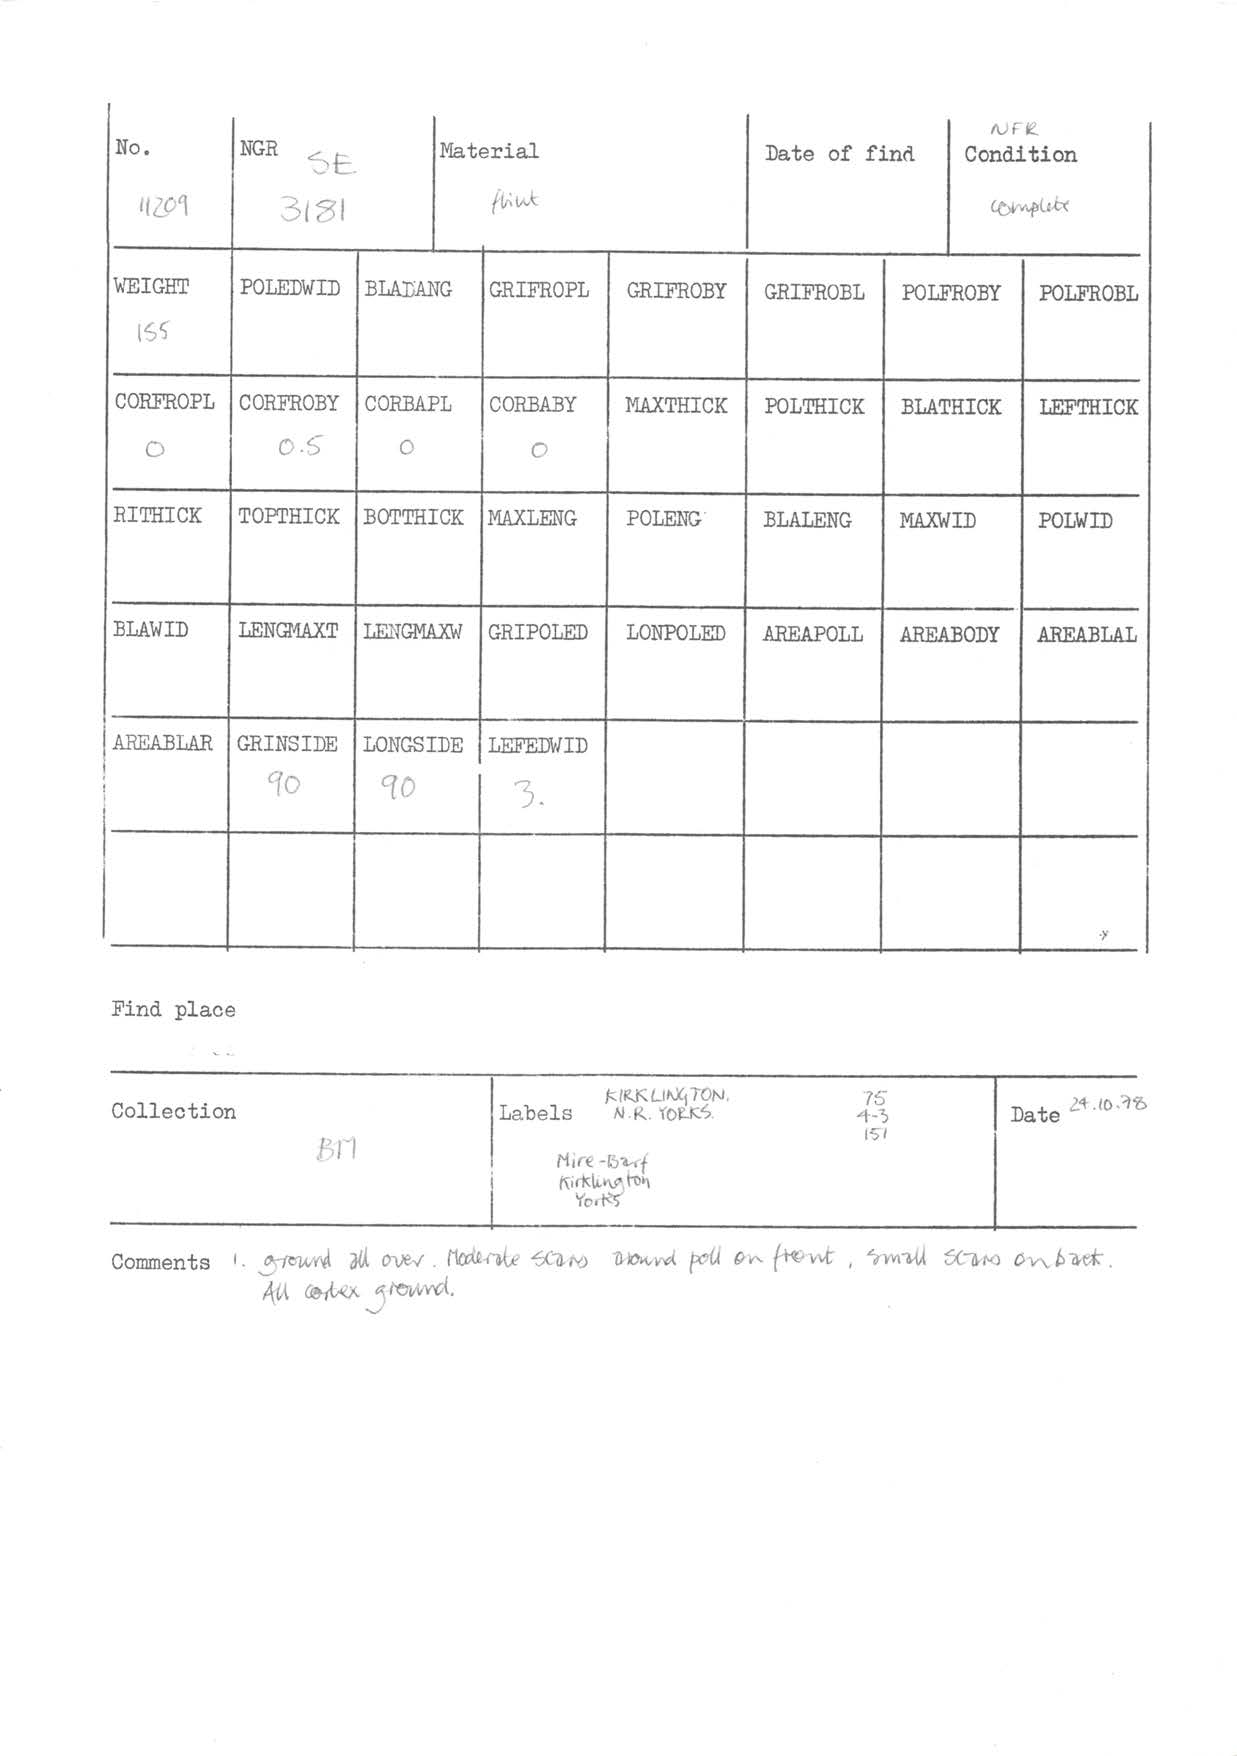 NFR
No. NGR SE Material Date of find Condition
11209 3181 flint complete
WEIGHT POLEDWID BLADANG GRIFROPL GRIFROBY GRIFROBL POLFROBY POLFROBL
155
CORFROPL CORFROBY CORBAPL CORBABY MAXTHICK POLTHICK BLATHICK LEFTHICK
0 0.5 0 0
RITHICK TOPTHICK BOTTHICK MAXLENG POLENG BLALENG MAXWID POLWID
BLAWID LENGMAXT LENGMAXW GRIPOLED LONPOLED AREAPOLL AREABODY AREABLAL
AREABLAR GRINSIDE LONGSIDE LEFEDWID
90 90 3.
Find place
Collection
BM
Labels
KIRKLINGTON.
N.R. YORKS.
75
4-3
151
Mire-Barf
Kirklington
Yorks
Date 24.10.78
Comments 1. ground all over. Moderate scars around poll on front, small scars on back.
All cortex ground.